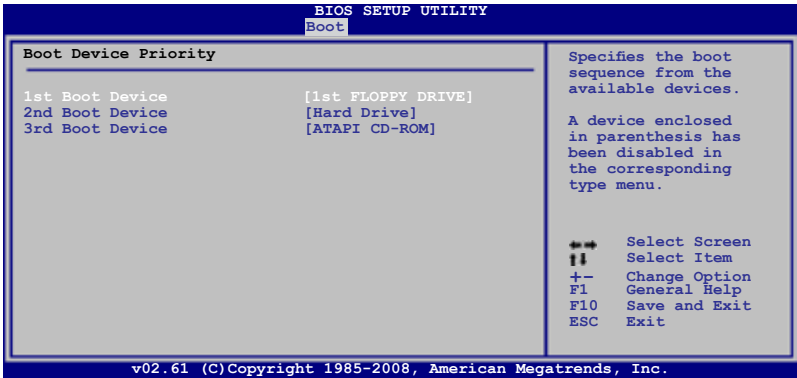 BIOS SETUP UTILITY
Boot
Boot Device Priority
1st Boot Device [1st FLOPPY DRIVE]
2nd Boot Device [Hard Drive]
3rd Boot Device [ATAPI CD-ROM]
Specifies the boot
sequence from the
available devices.
A device enclosed
in parenthesis has
been disabled in
the corresponding
type menu.
←→ Select Screen
↑↓ Select Item
+- Change Option
F1 General Help
F10 Save and Exit
ESC Exit
v02.61 (C)Copyright 1985-2008, American Megatrends, Inc.